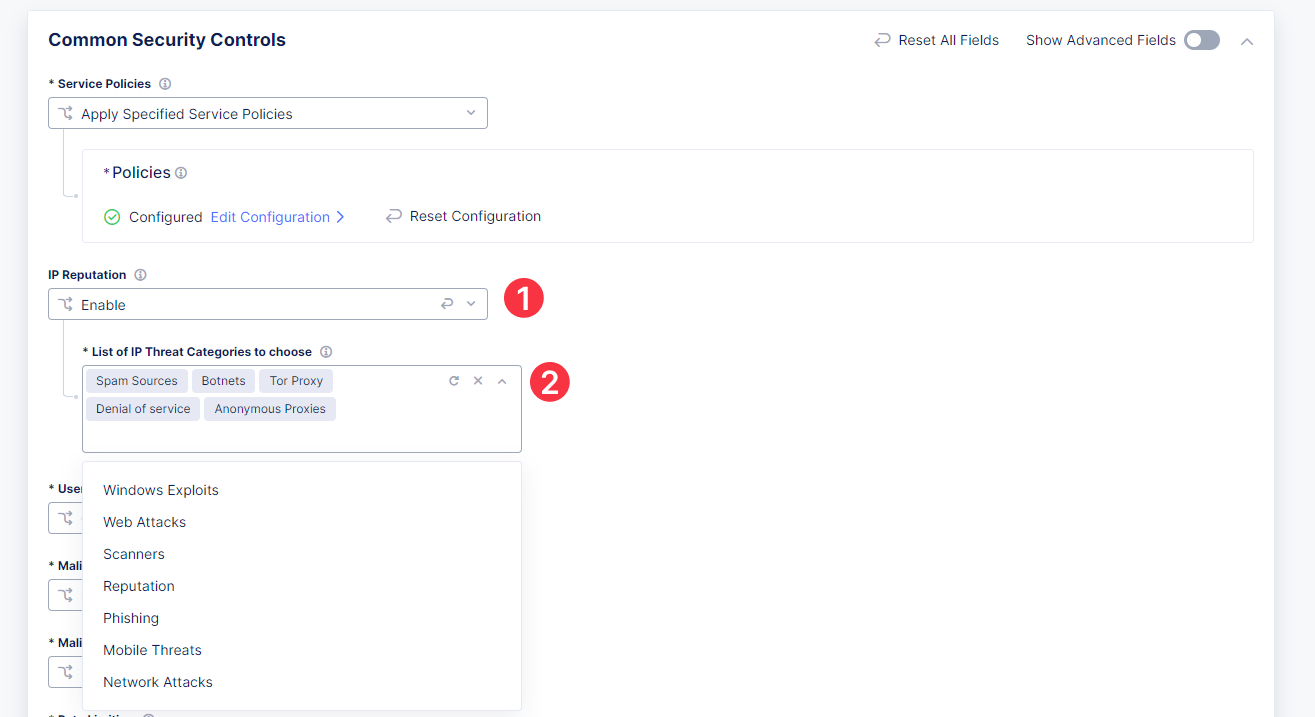 Common Security Controls
Reset All Fields
Show Advanced Fields
* Service Policies
Apply Specified Service Policies
* Policies
Configured Edit Configuration
Reset Configuration
IP Reputation
Enable
1
* List of IP Threat Categories to choose
Spam Sources Botnets Tor Proxy
2
Denial of service Anonymous Proxies
* User
Windows Exploits
Web Attacks
Scanners
* Mali
Reputation
Phishing
* Mali
Mobile Threats
Network Attacks